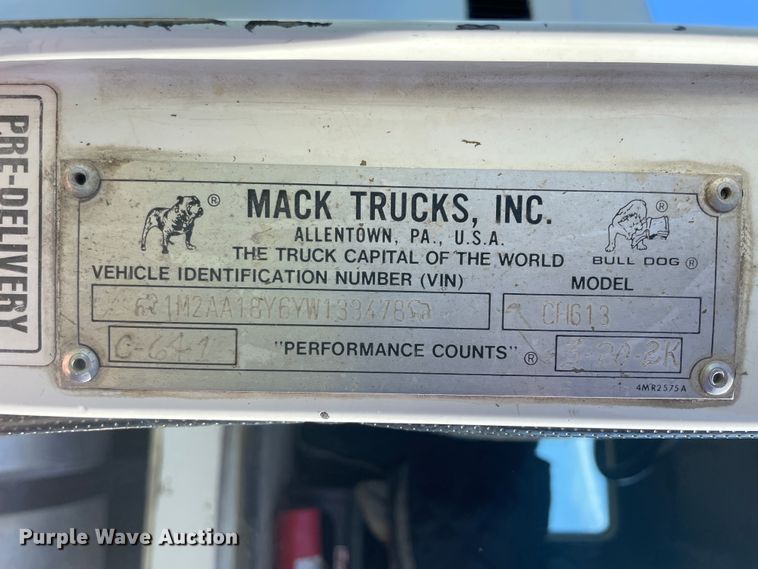 PRE-DELIVERY
MACK TRUCKS, INC.
ALLENTOWN, PA., U.S.A.
THE TRUCK CAPITAL OF THE WORLD
BULL DOG ®
VEHICLE IDENTIFICATION NUMBER (VIN)
MODEL
1M2AA18Y6YW139478
CH613
C-641
"PERFORMANCE COUNTS" ®
4MR2575A
Purple Wave Auction